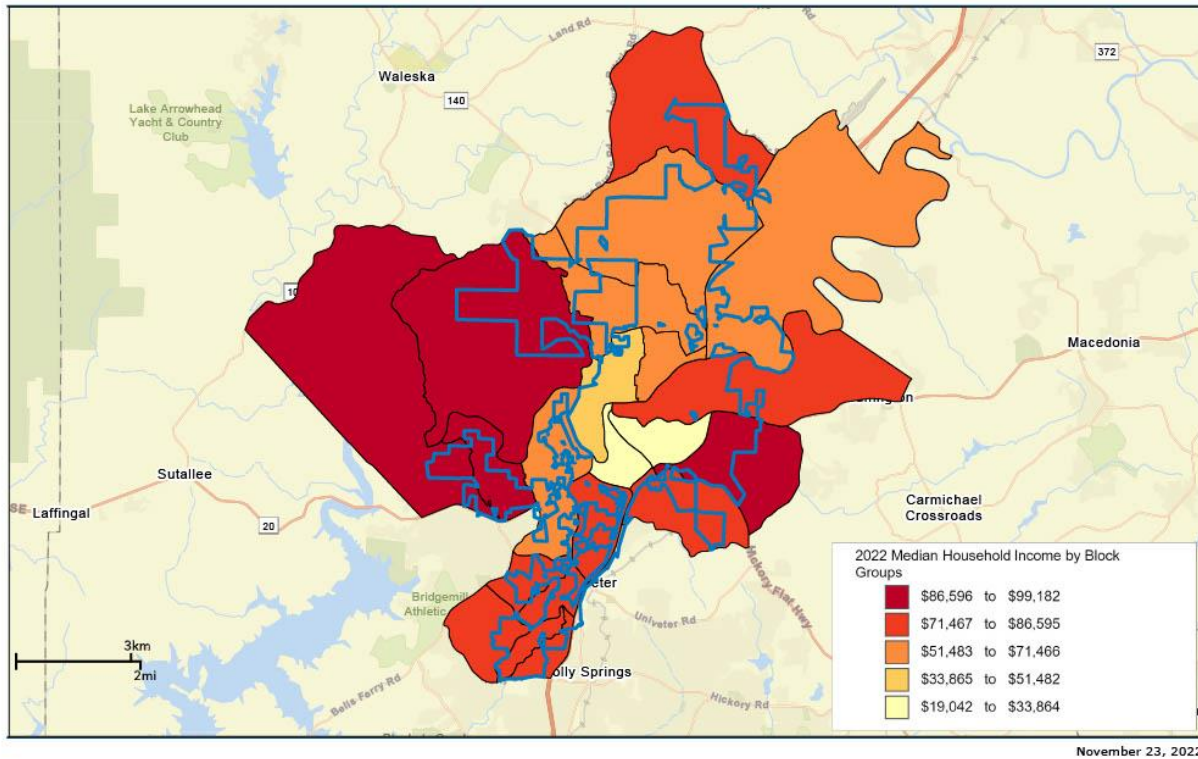 Land Rd
372
Waleska
140
Lake Arrowhead
Yacht & Country
Club
Macedonia
Sutallee
Laffingal
SE
20
Carmichael
Crossroads
Bridgemill
Athletic
Univeter Rd
Hickory Flat Hwy
Holly Springs
Hickory Rd
Bells Ferry Rd
3km
2mi
2022 Median Household Income by Block
Groups
$86,596 to $99,182
$71,467 to $86,595
$51,483 to $71,466
$33,865 to $51,482
$19,042 to $33,864
November 23, 2022